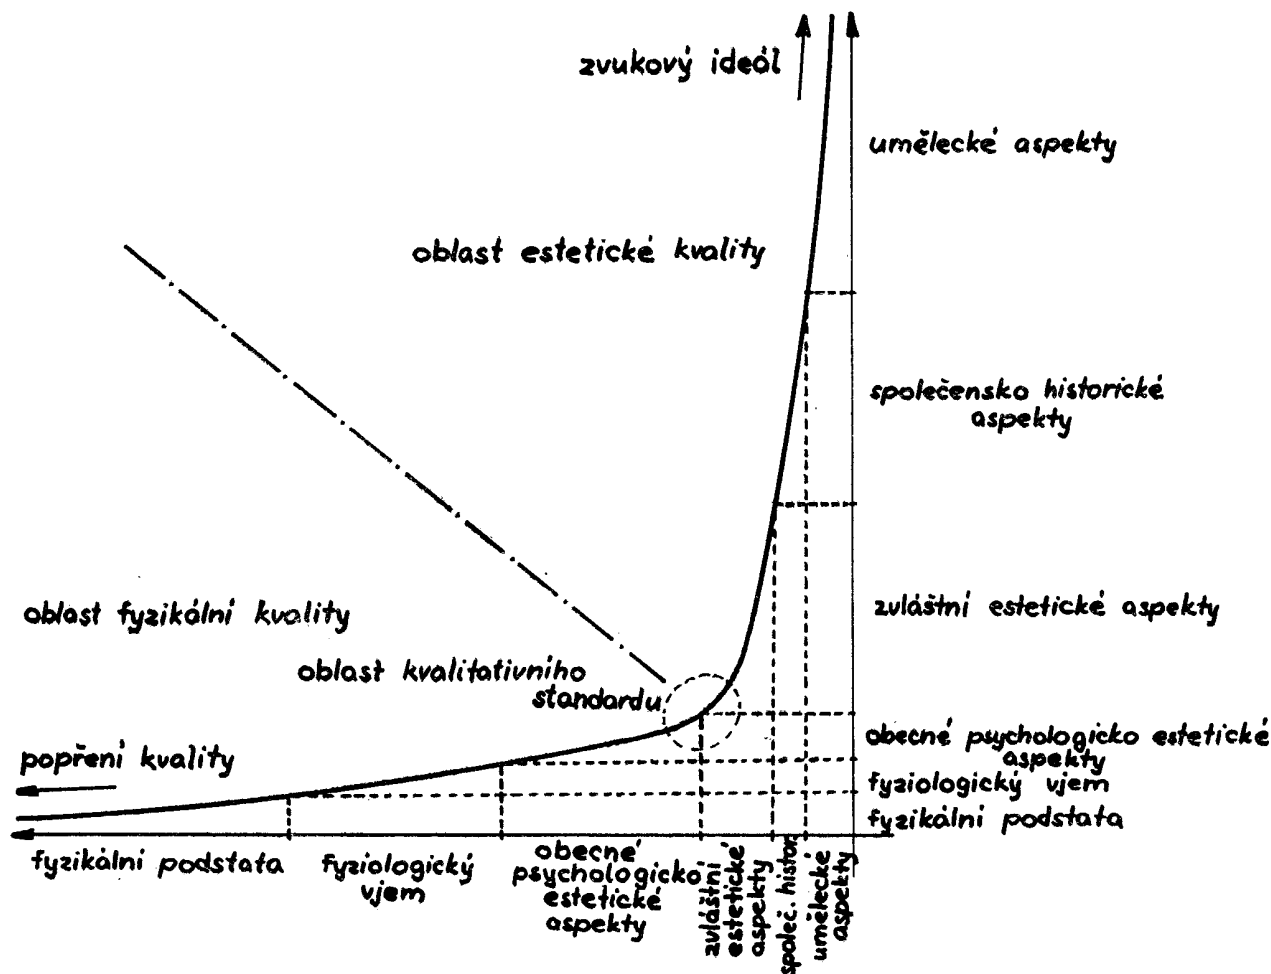 zvukový ideál
umělecké aspekty
oblast estetické kvality
společensko historické
aspekty
oblast fyzikální kvality
zvláštní estetické aspekty
oblast kvalitativního
standardu
obecné psychologicko estetické
aspekty
popření kvality
fyziologický vjem
fyzikální podstata
fyzikální podstata
fyziologický
vjem
obecné
psychologicko
estetické
aspekty
zvláštní
estetické
aspekty
společ. histor.
umělecké
aspekty